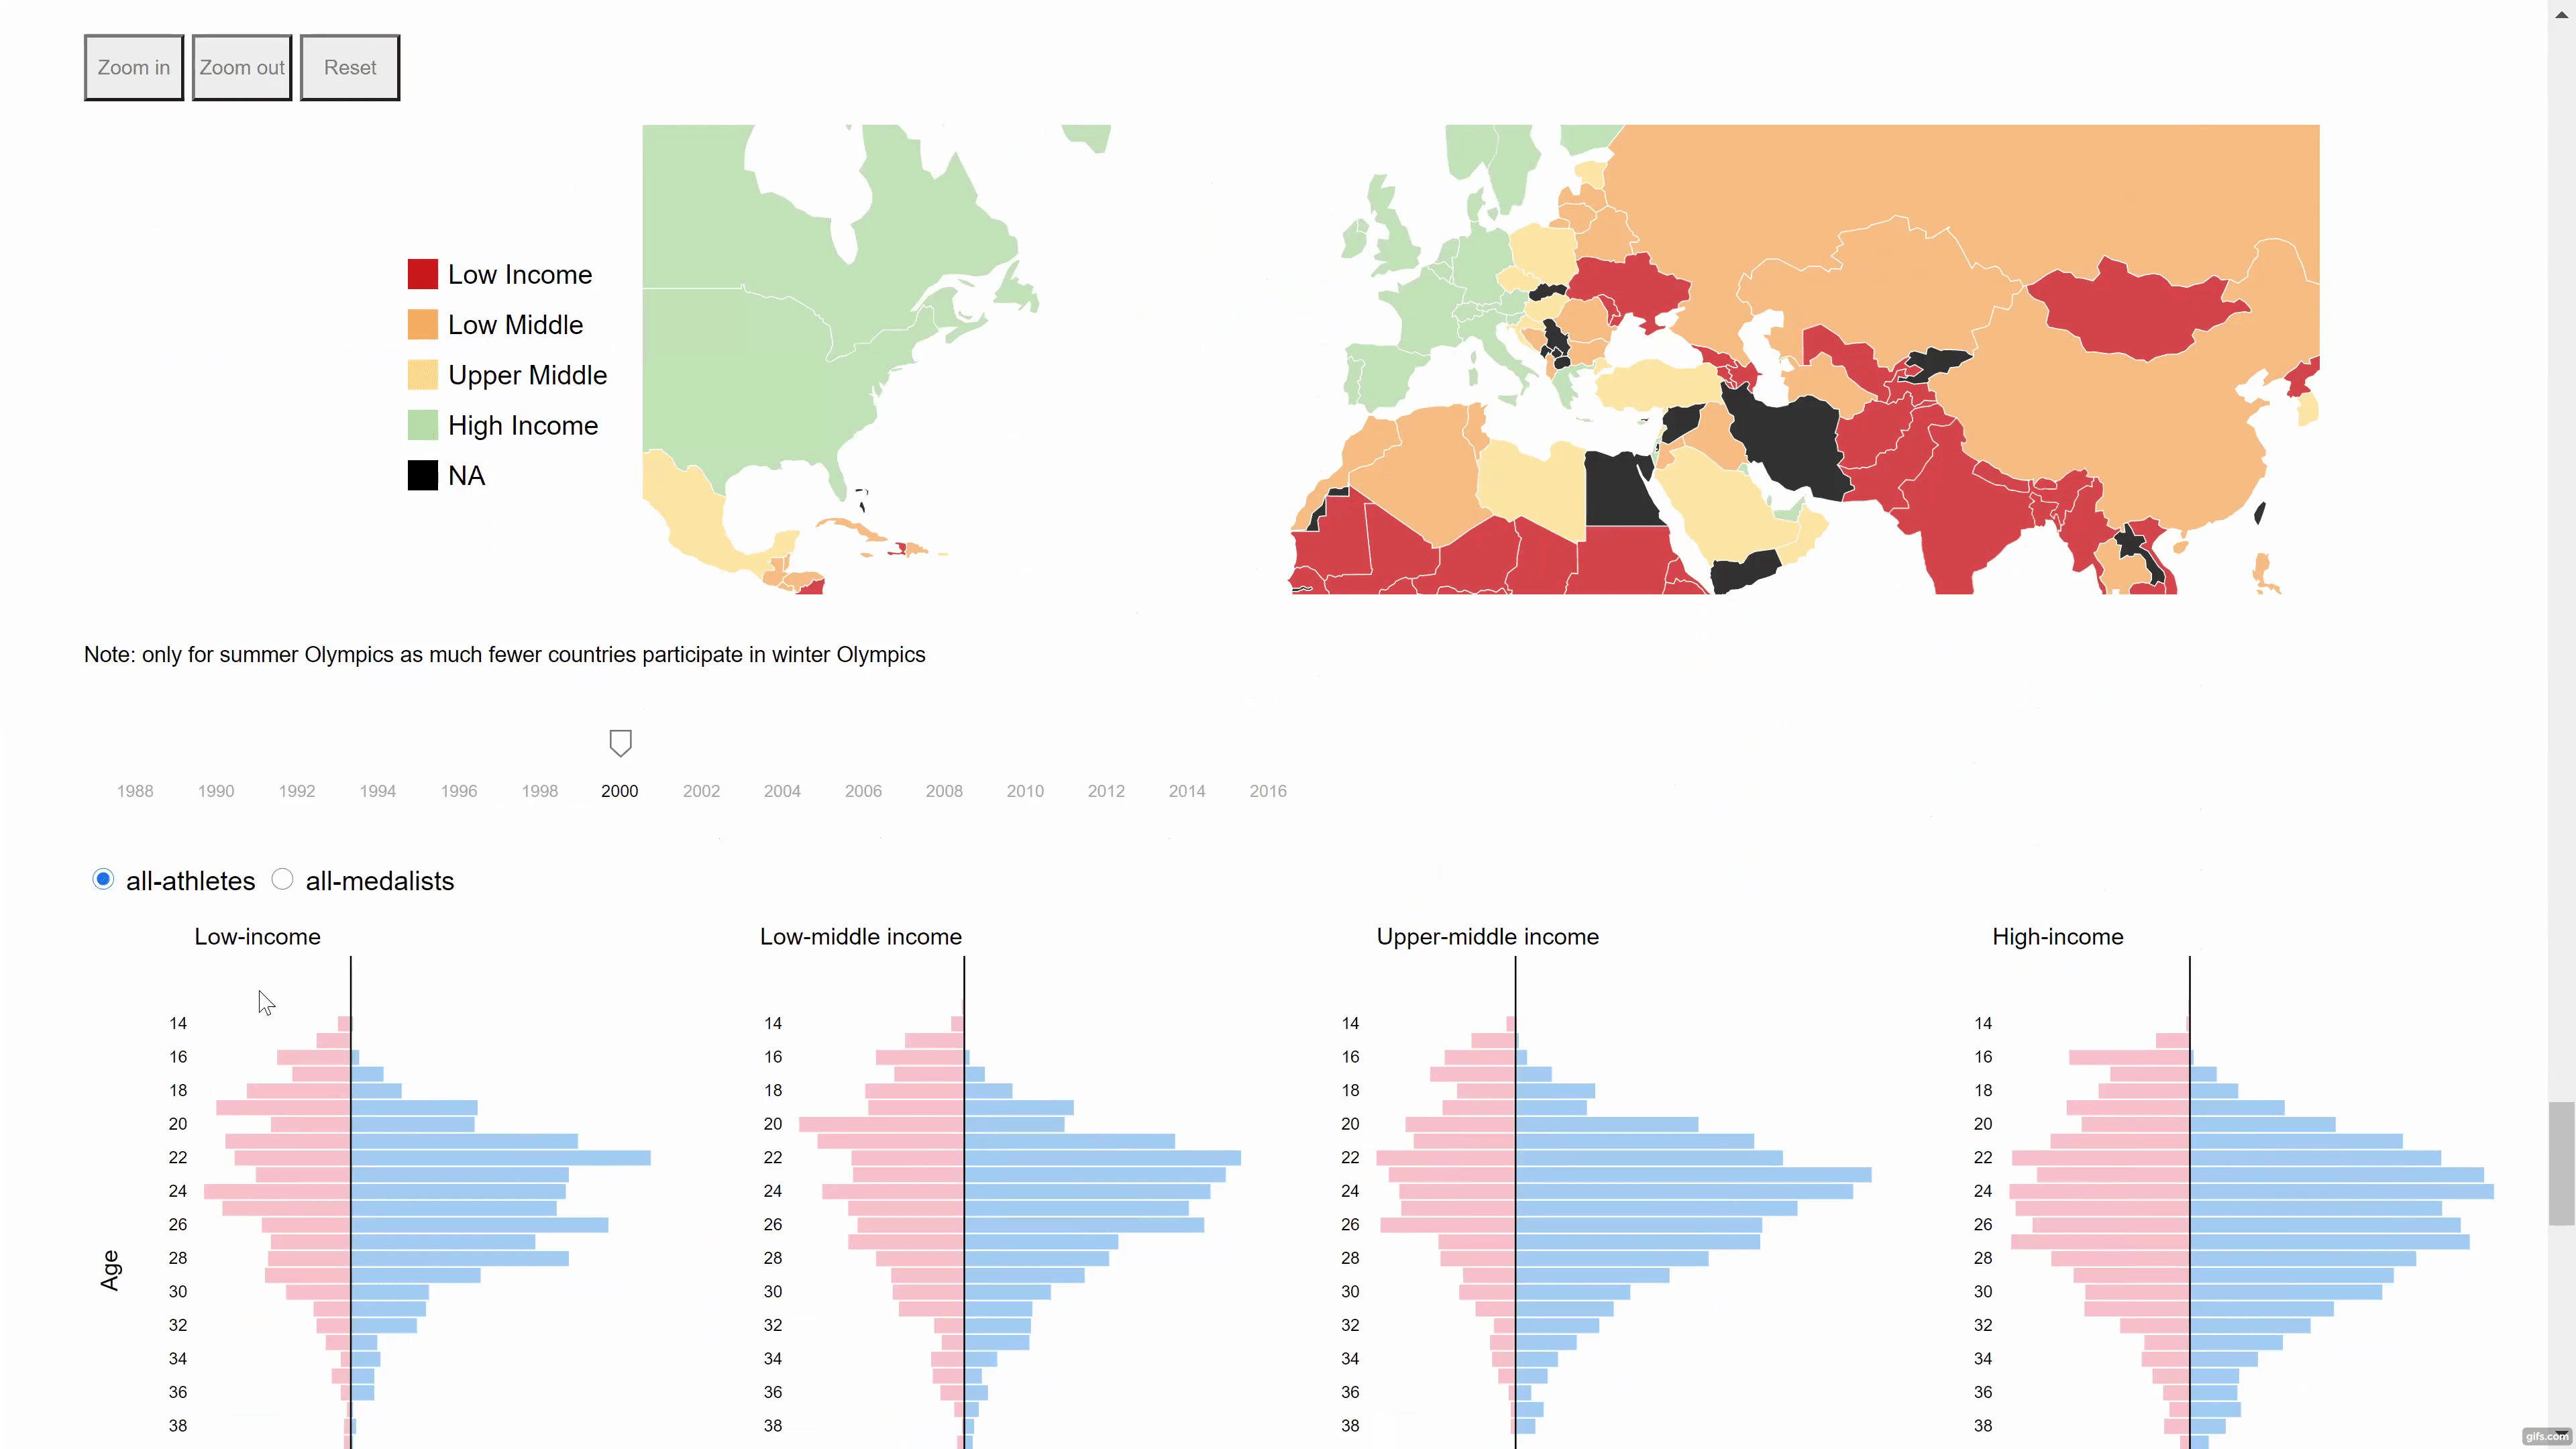 Zoom in Zoom out Reset
Low Income
Low Middle
Upper Middle
High Income
NA
Note: only for summer Olympics as much fewer countries participate in winter Olympics
1988 1990 1992 1994 1996 1998 2000 2002 2004 2006 2008 2010 2012 2014 2016
all-athletes all-medalists
Low-income Low-middle income Upper-middle income High-income
14 14 14 14
16 16 16 16
18 18 18 18
20 20 20 20
22 22 22 22
24 24 24 24
26 26 26 26
28 28 28 28
Age
30 30 30 30
32 32 32 32
34 34 34 34
36 36 36 36
38 38 38 38
gifs.com